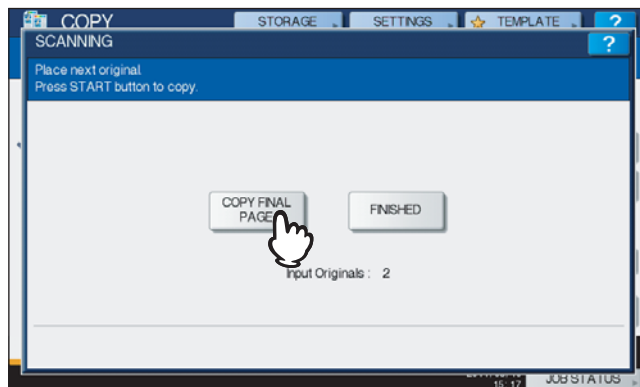 COPY STORAGE SETTINGS TEMPLATE ?
SCANNING ?
Place next original.
Press START button to copy.
COPY FINAL
PAGE
FINISHED
Input Originals : 2
15:17 JOB STATUS